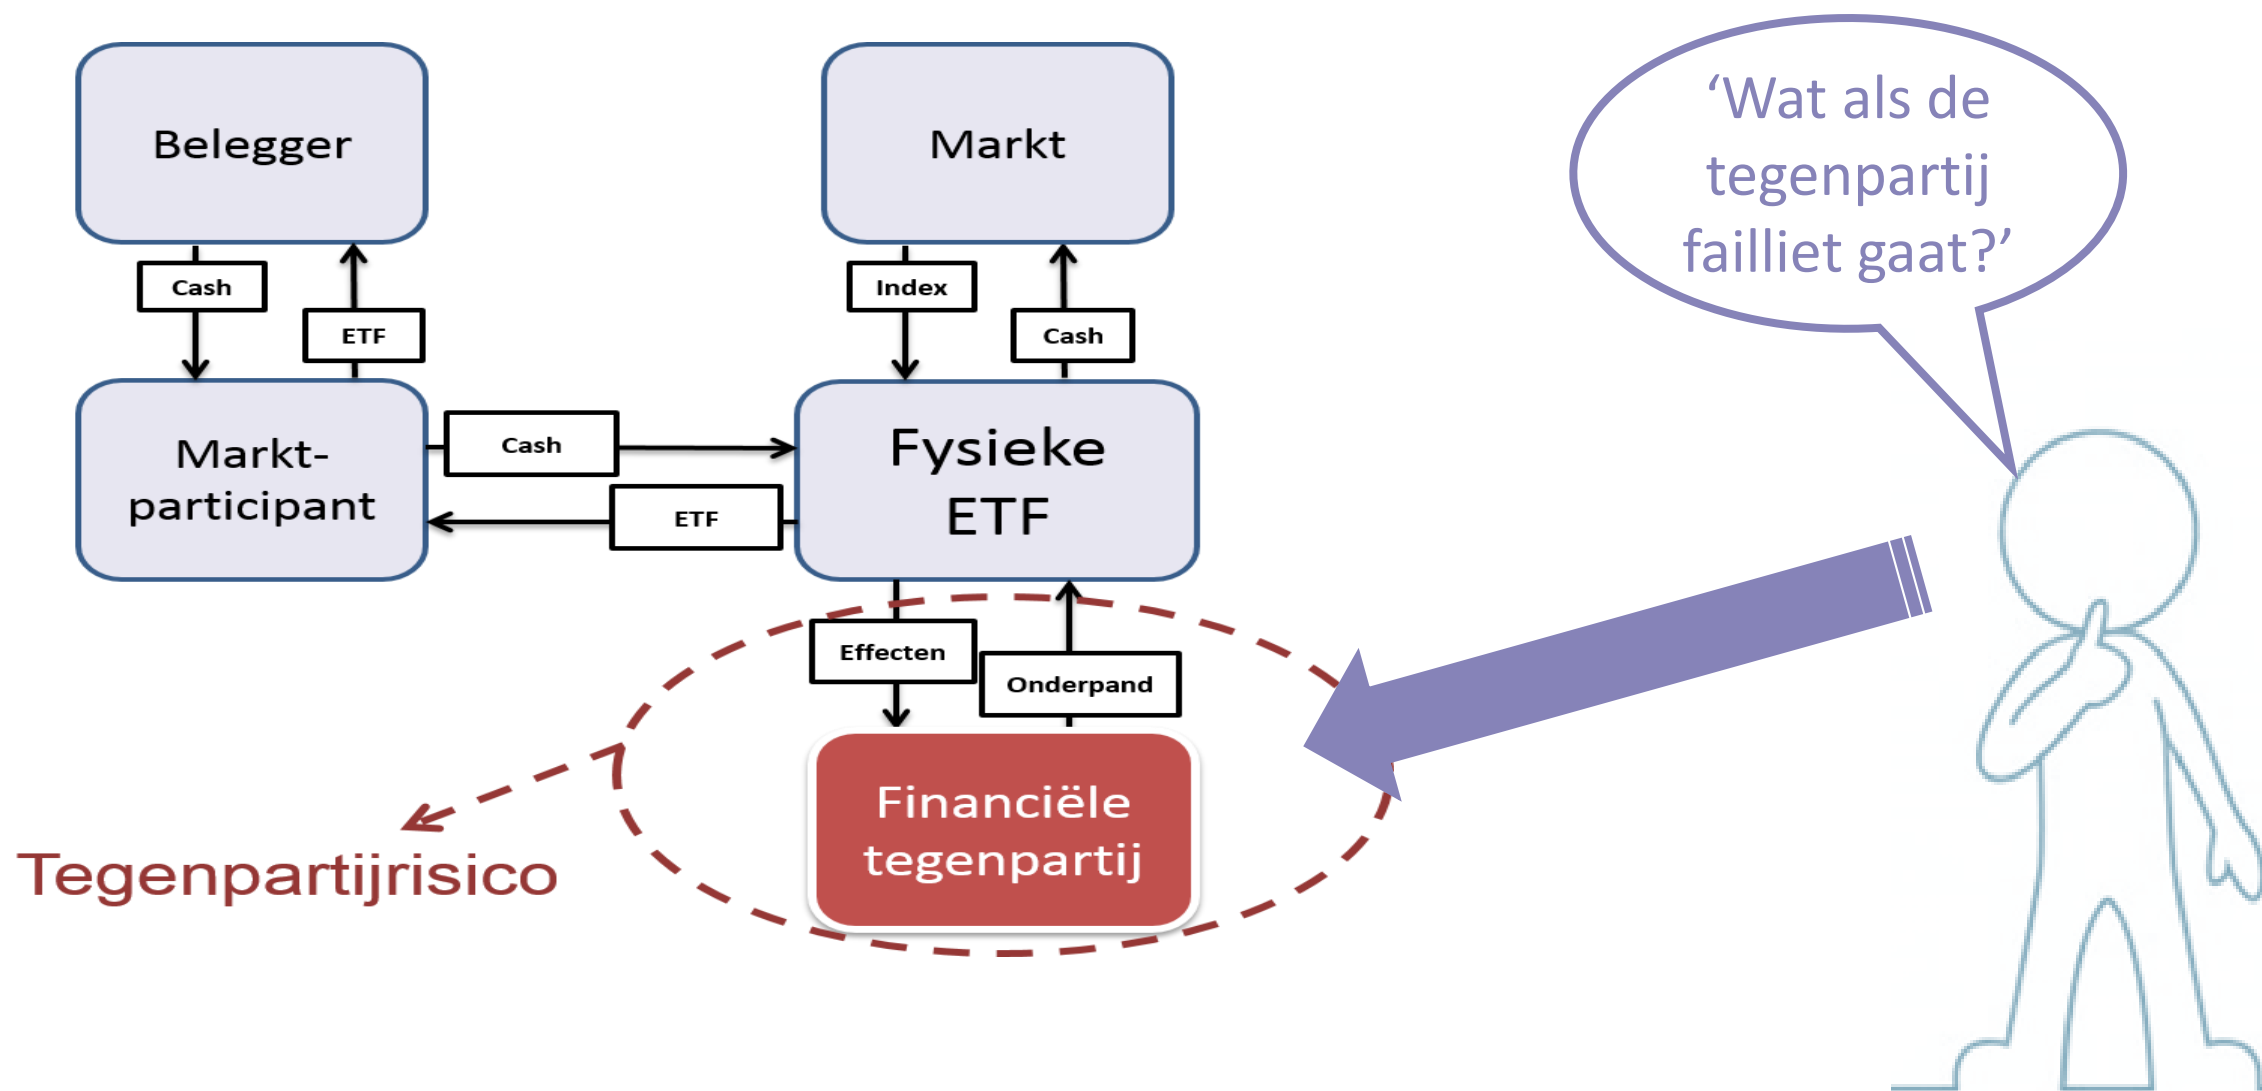 Belegger
Markt
‘Wat als de
tegenpartij
failliet gaat?’
Cash
ETF
Index
Cash
Markt-
participant
Cash
ETF
Fysieke
ETF
Effecten
Onderpand
Financiële
tegenpartij
Tegenpartijrisico